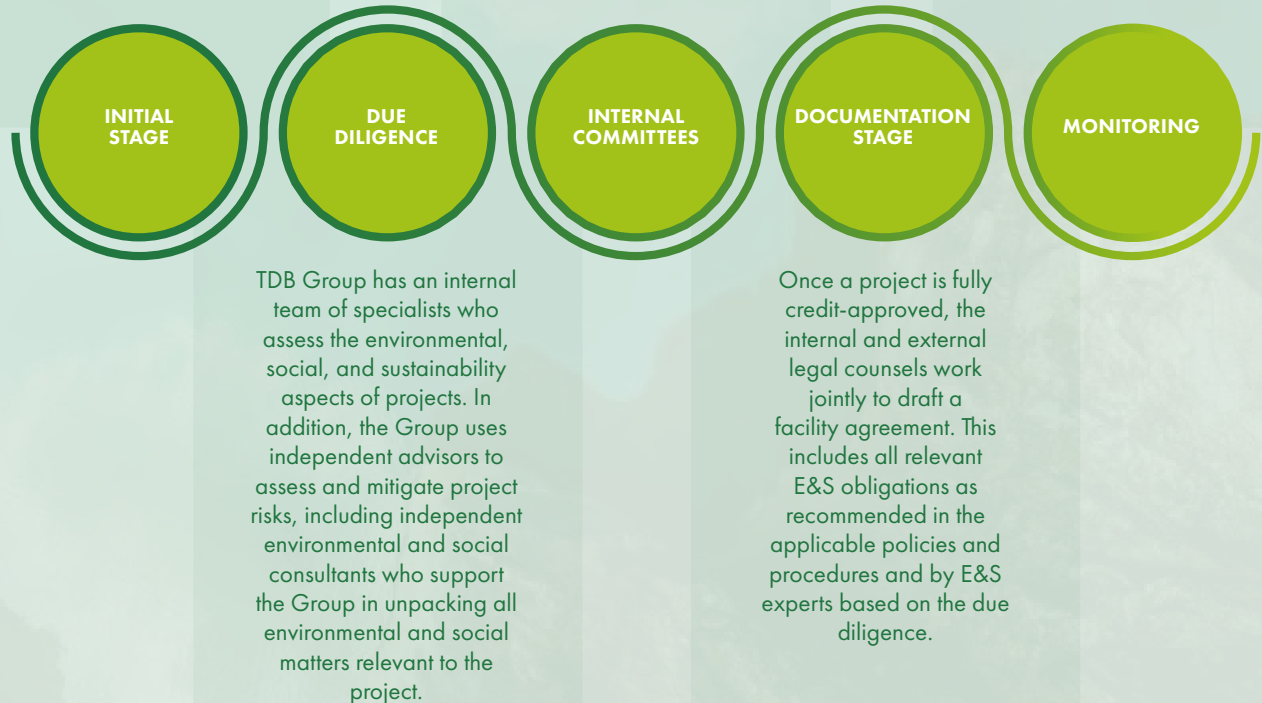 INITIAL
STAGE
DUE
DILIGENCE
INTERNAL
COMMITTEES
DOCUMENTATION
STAGE
MONITORING
TDB Group has an internal
team of specialists who
assess the environmental,
social, and sustainability
aspects of projects. In
addition, the Group uses
independent advisors to
assess and mitigate project
risks, including independent
environmental and social
consultants who support
the Group in unpacking all
environmental and social
matters relevant to the
project.
Once a project is fully
credit-approved, the
internal and external
legal counsels work
jointly to draft a
facility agreement. This
includes all relevant
E&S obligations as
recommended in the
applicable policies and
procedures and by E&S
experts based on the due
diligence.